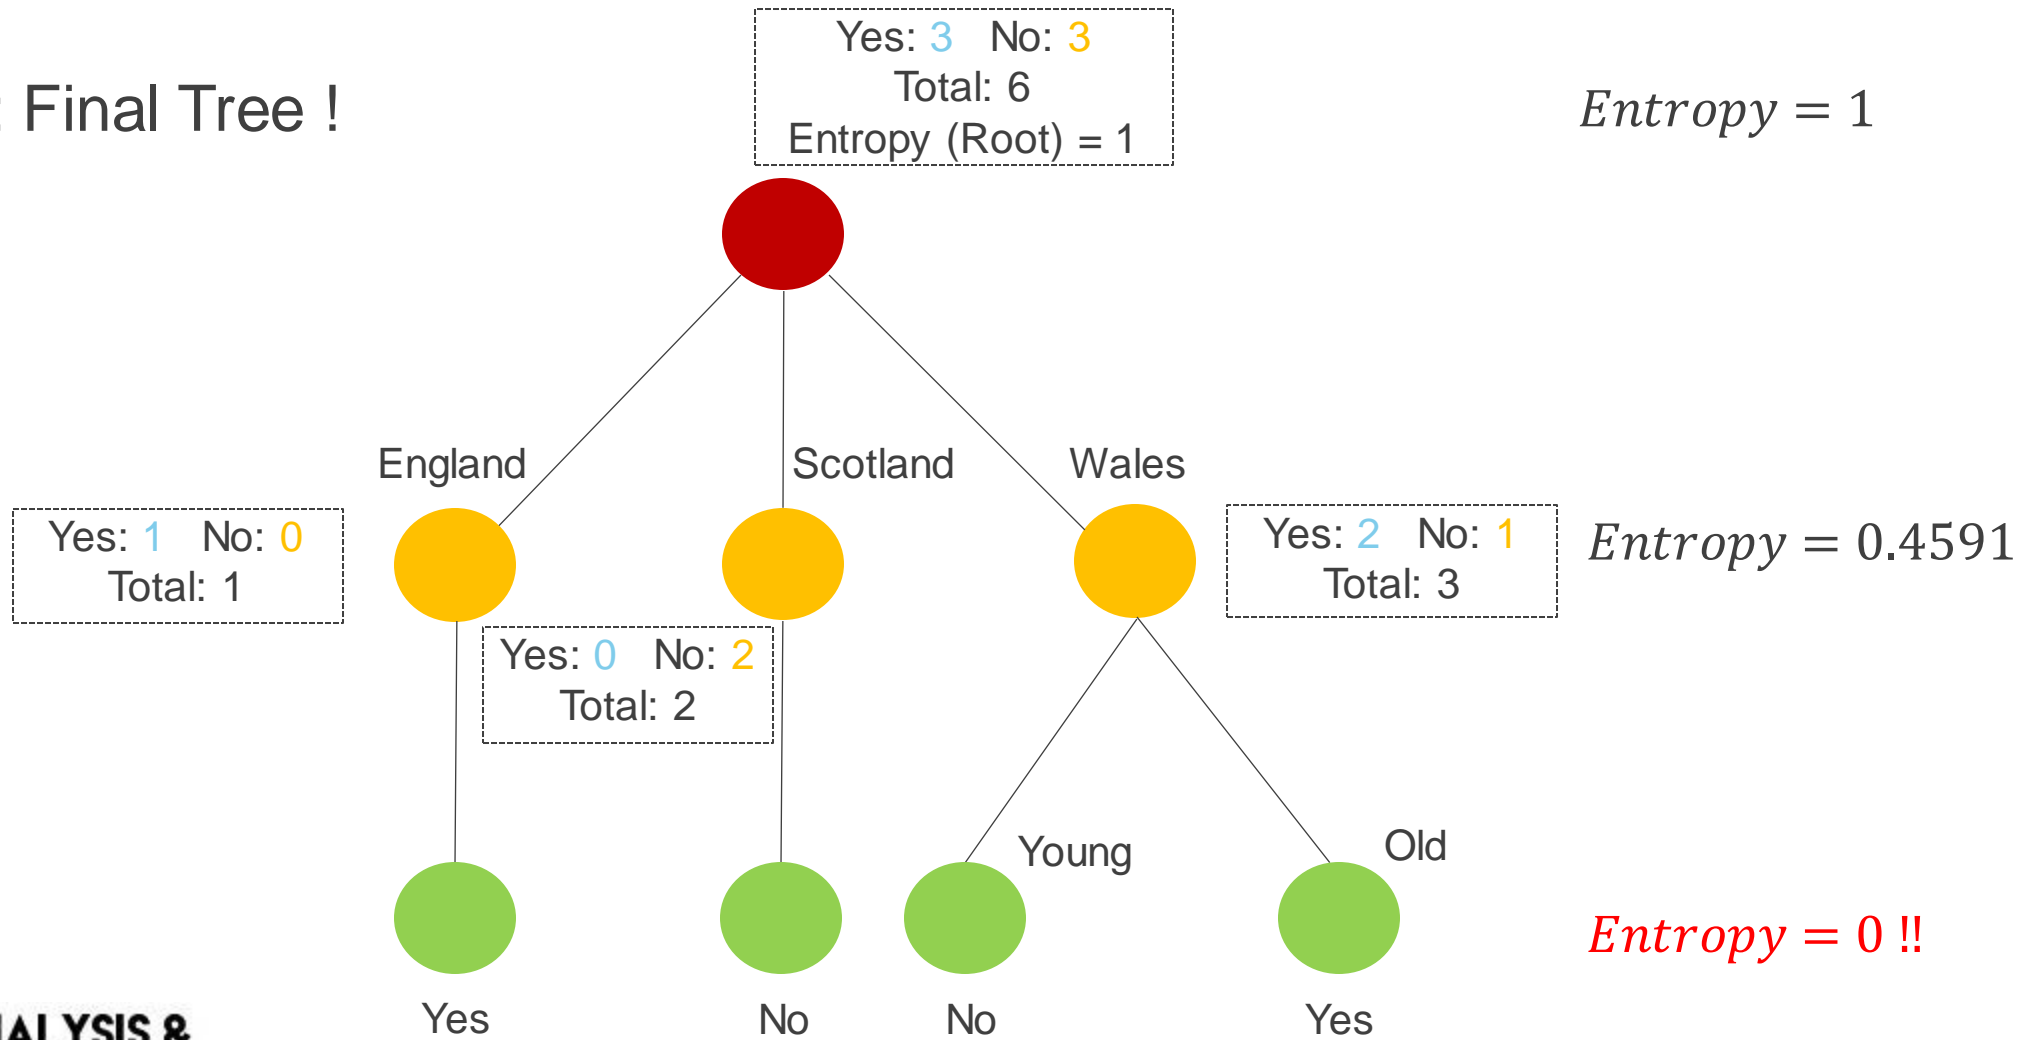 Yes: 3 No: 3
Total: 6
Entropy (Root) = 1
: Final Tree !
Entropy = 1
England
Scotland
Wales
Yes: 1 No: 0
Total: 1
Yes: 0 No: 2
Total: 2
Yes: 2 No: 1
Total: 3
Entropy = 0.4591
Young
Old
Entropy = 0 !!
Yes
No
No
Yes
ALYSIS &